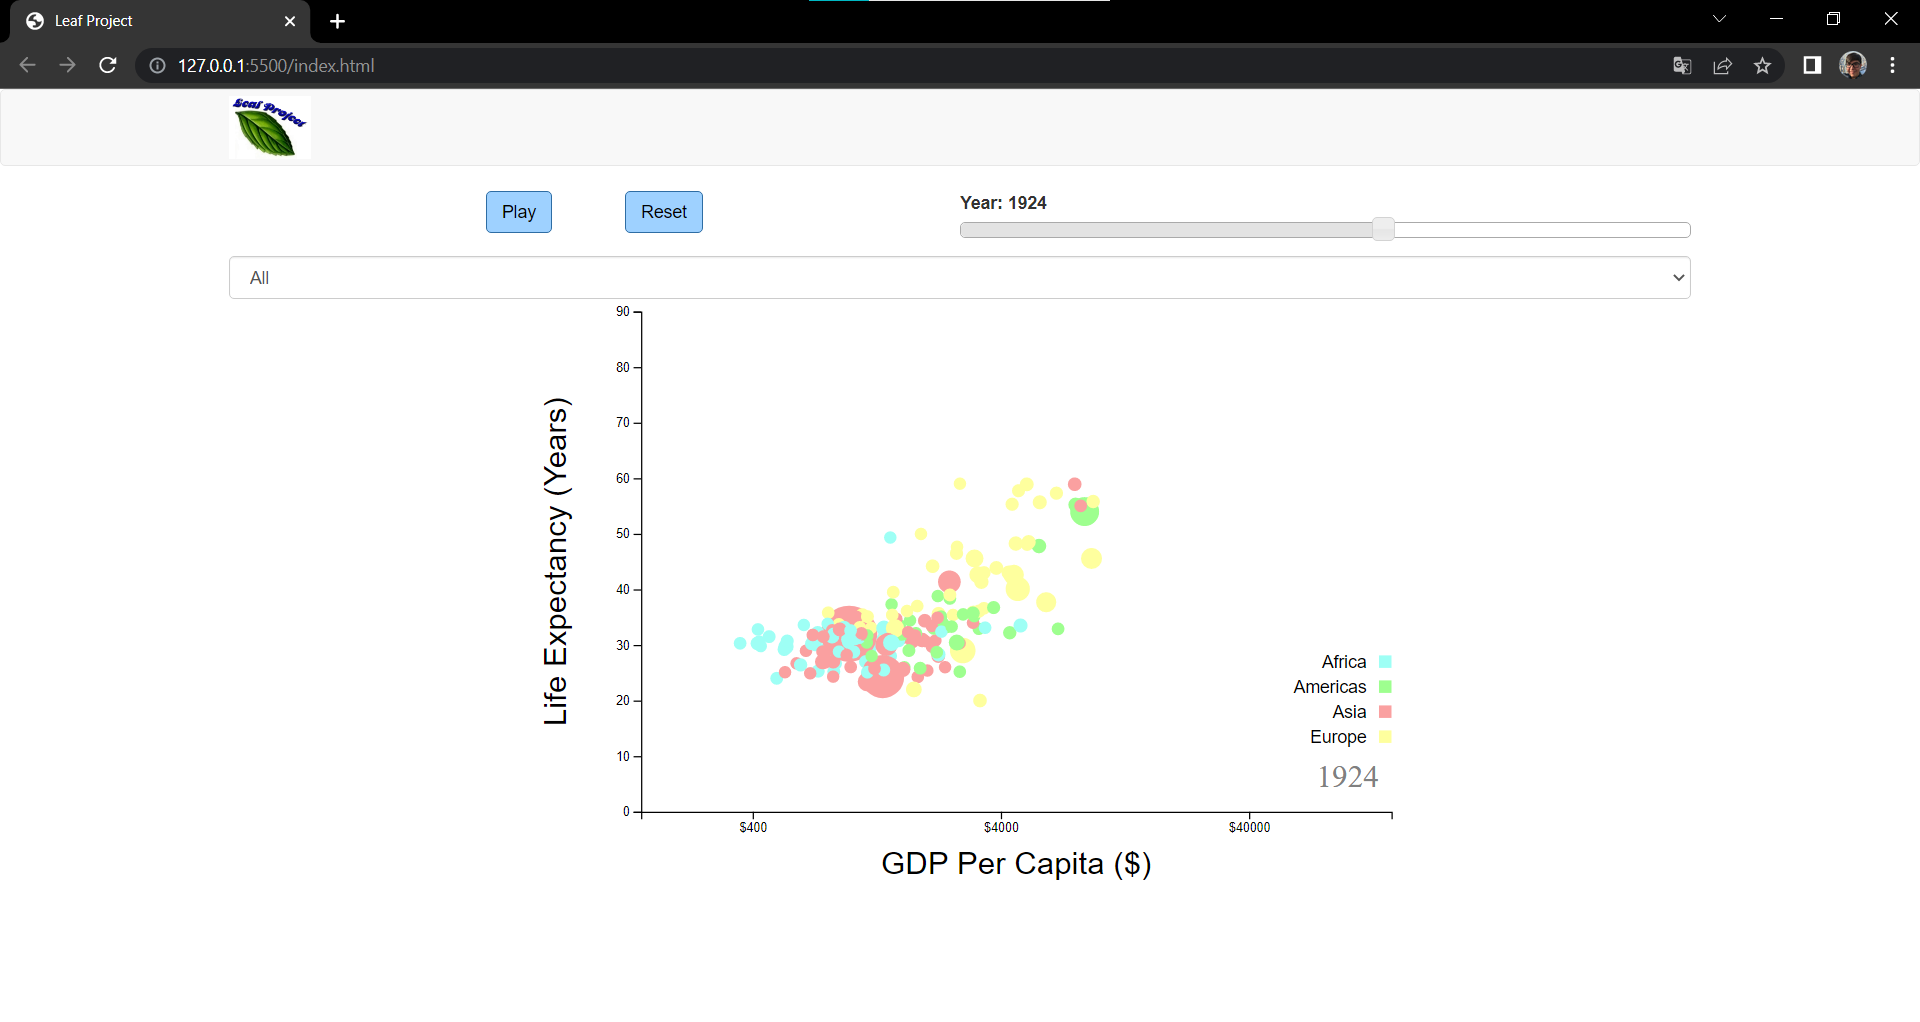 Leaf Project
127.0.0.1:5500/index.html
Leaf Project
Play
Reset
Year: 1924
All
90
80
70
60
50
40
30
20
10
0
Life Expectancy (Years)
Africa
Americas
Asia
Europe
1924
$400
$4000
$40000
GDP Per Capita ($)